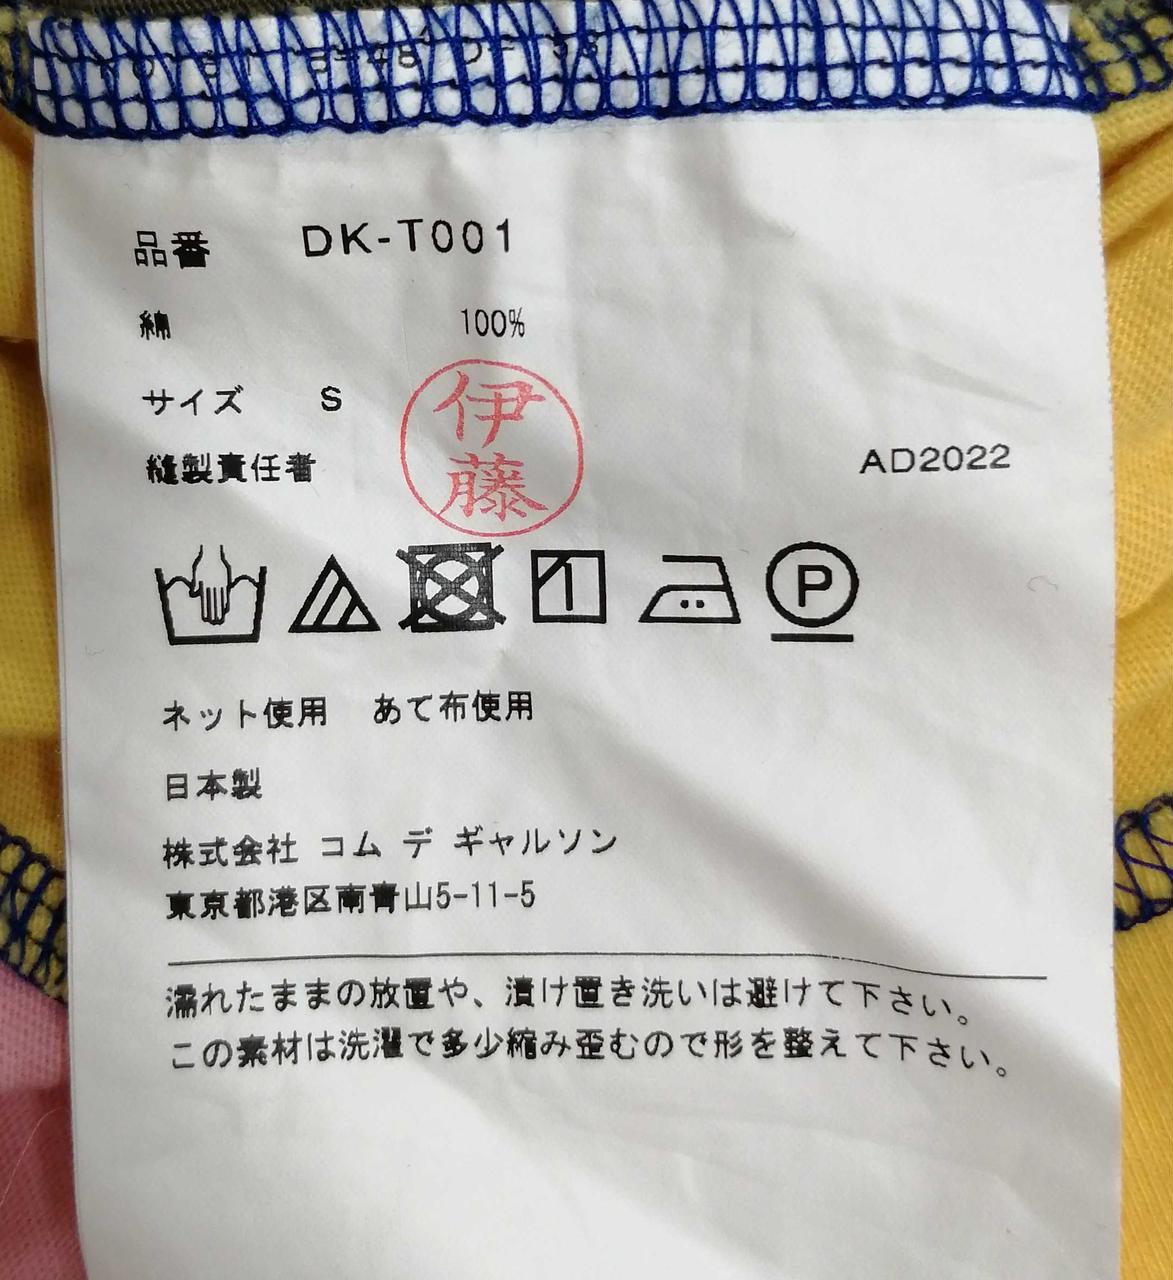 品番 DK-T001
綿 100%
サイズ S
伊藤
縫製責任者
AD2022
1
P
ネット使用 あて布使用
日本製
株式会社 コム デ ギャルソン
東京都港区南青山5-11-5
濡れたままの放置や、漬け置き洗いは避けて下さい。
この素材は洗濯で多少縮み歪むので形を整えて下さい。